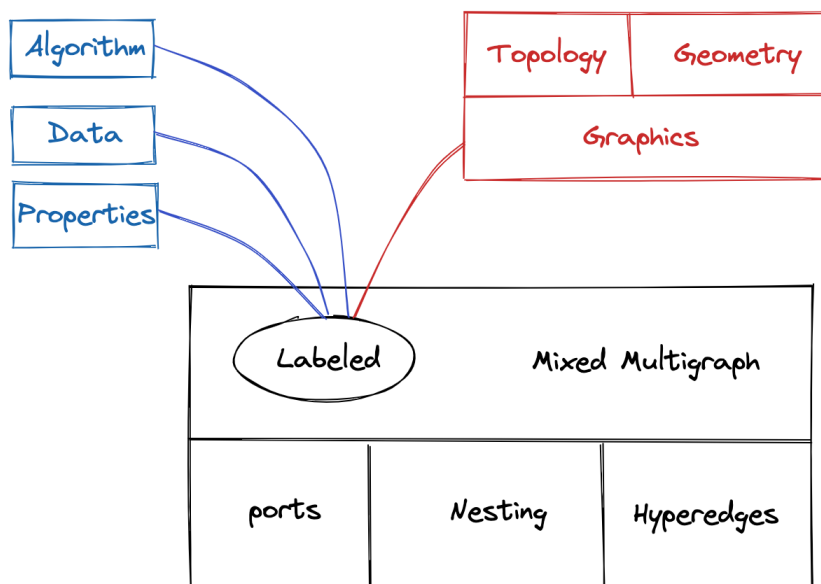 Algorithm
Topology
Geometry
Data
Graphics
Properties
Labeled
Mixed Multigraph
ports
Nesting
Hyperedges